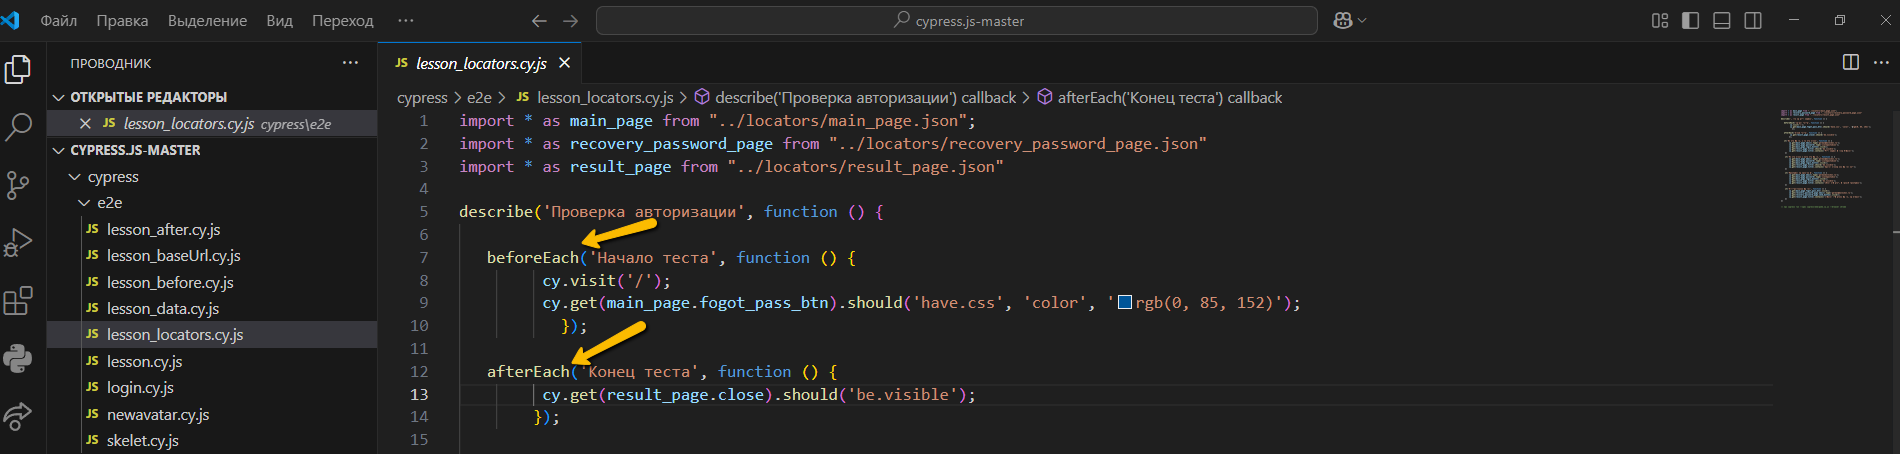 Файл Правка Выделение Вид Переход ··· cypress.js-master
ПРОВОДНИК ···
ОТКРЫТЫЕ РЕДАКТОРЫ
JS lesson_locators.cy.js cypress\e2e
CYPRESS.JS-MASTER
cypress
e2e
JS lesson_after.cy.js
JS lesson_baseUrl.cy.js
JS lesson_before.cy.js
JS lesson_data.cy.js
JS lesson_locators.cy.js
JS lesson.cy.js
JS login.cy.js
JS newavatar.cy.js
JS skelet.cy.js
JS lesson_locators.cy.js
cypress > e2e > JS lesson_locators.cy.js > describe('Проверка авторизации') callback > afterEach('Конец теста') callback
1 import * as main_page from "../locators/main_page.json";
2 import * as recovery_password_page from "../locators/recovery_password_page.json"
3 import * as result_page from "../locators/result_page.json"
4
5 describe('Проверка авторизации', function () {
6
7 beforeEach('Начало теста', function () {
8 cy.visit('/');
9 cy.get(main_page.fogot_pass_btn).should('have.css', 'color', 'rgb(0, 85, 152)');
10 });
11
12 afterEach('Конец теста', function () {
13 cy.get(result_page.close).should('be.visible');
14 });
15